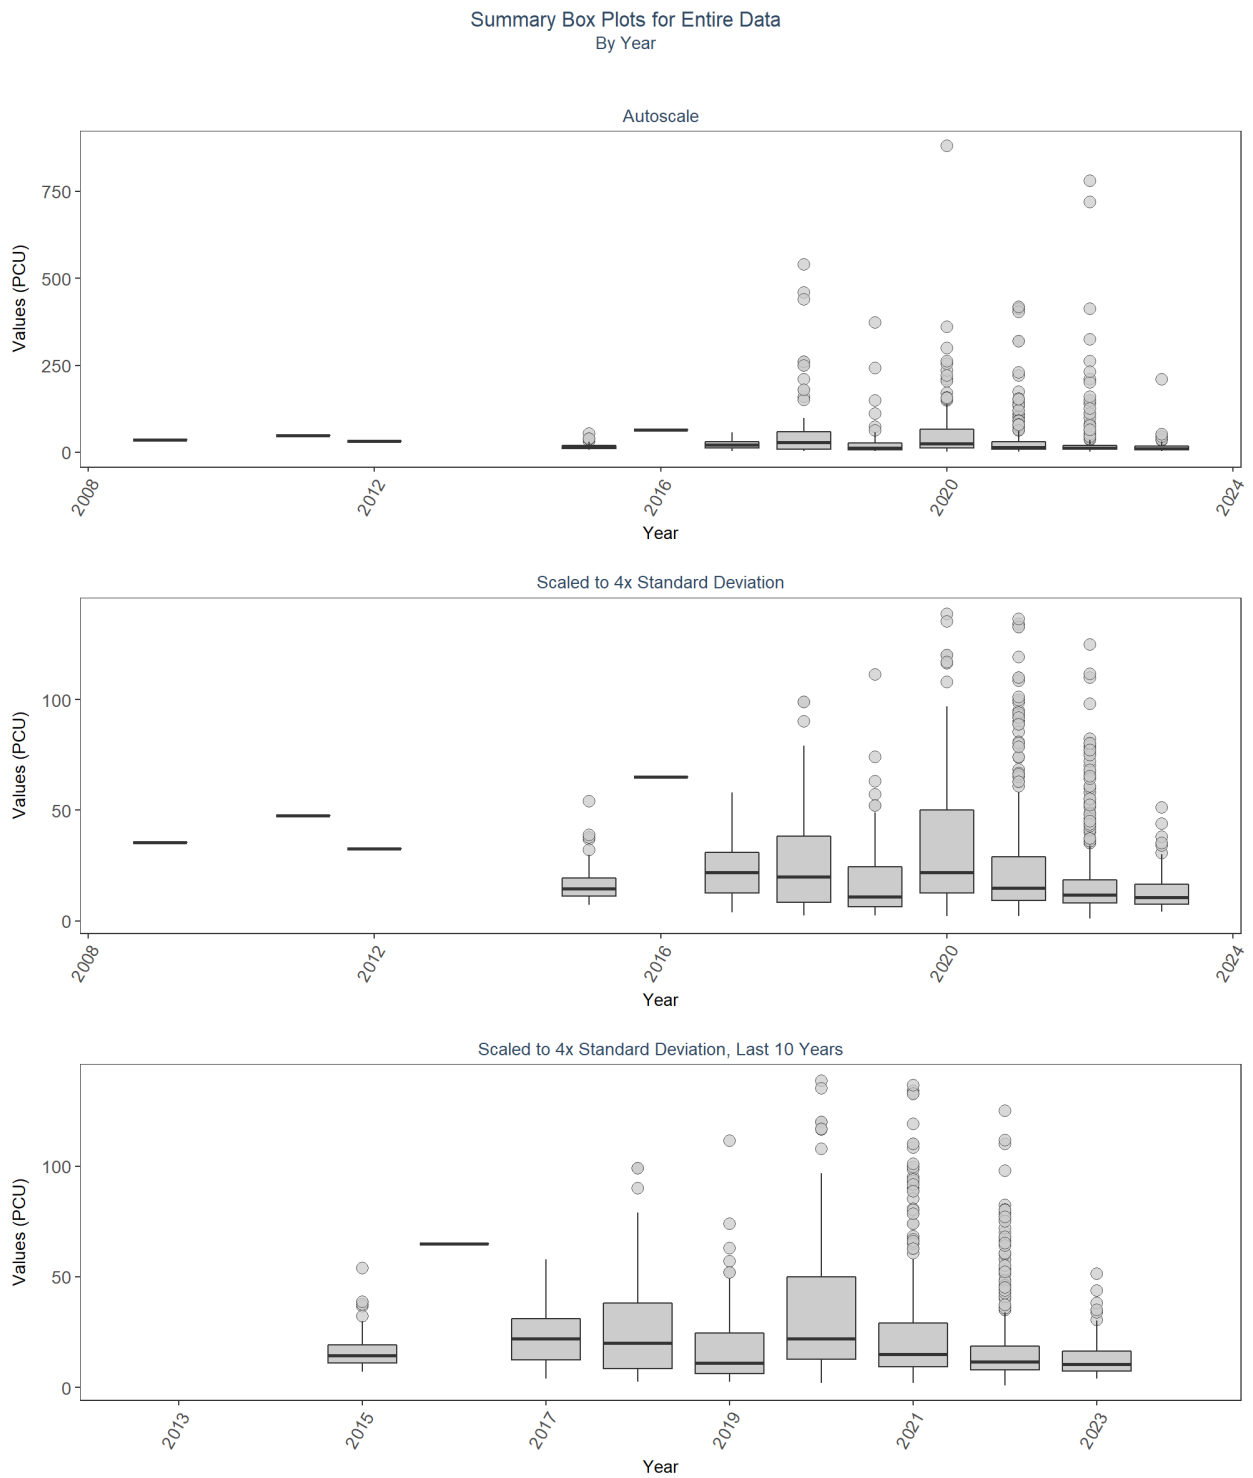 Summary Box Plots for Entire Data
By Year
Autoscale
Values (PCU)
750
500
250
0
2008
2012
2016
2020
2024
Year
Scaled to 4x Standard Deviation
Values (PCU)
100
50
0
2008
2012
2016
2020
2024
Year
Scaled to 4x Standard Deviation, Last 10 Years
Values (PCU)
100
50
0
2013
2015
2017
2019
2021
2023
Year